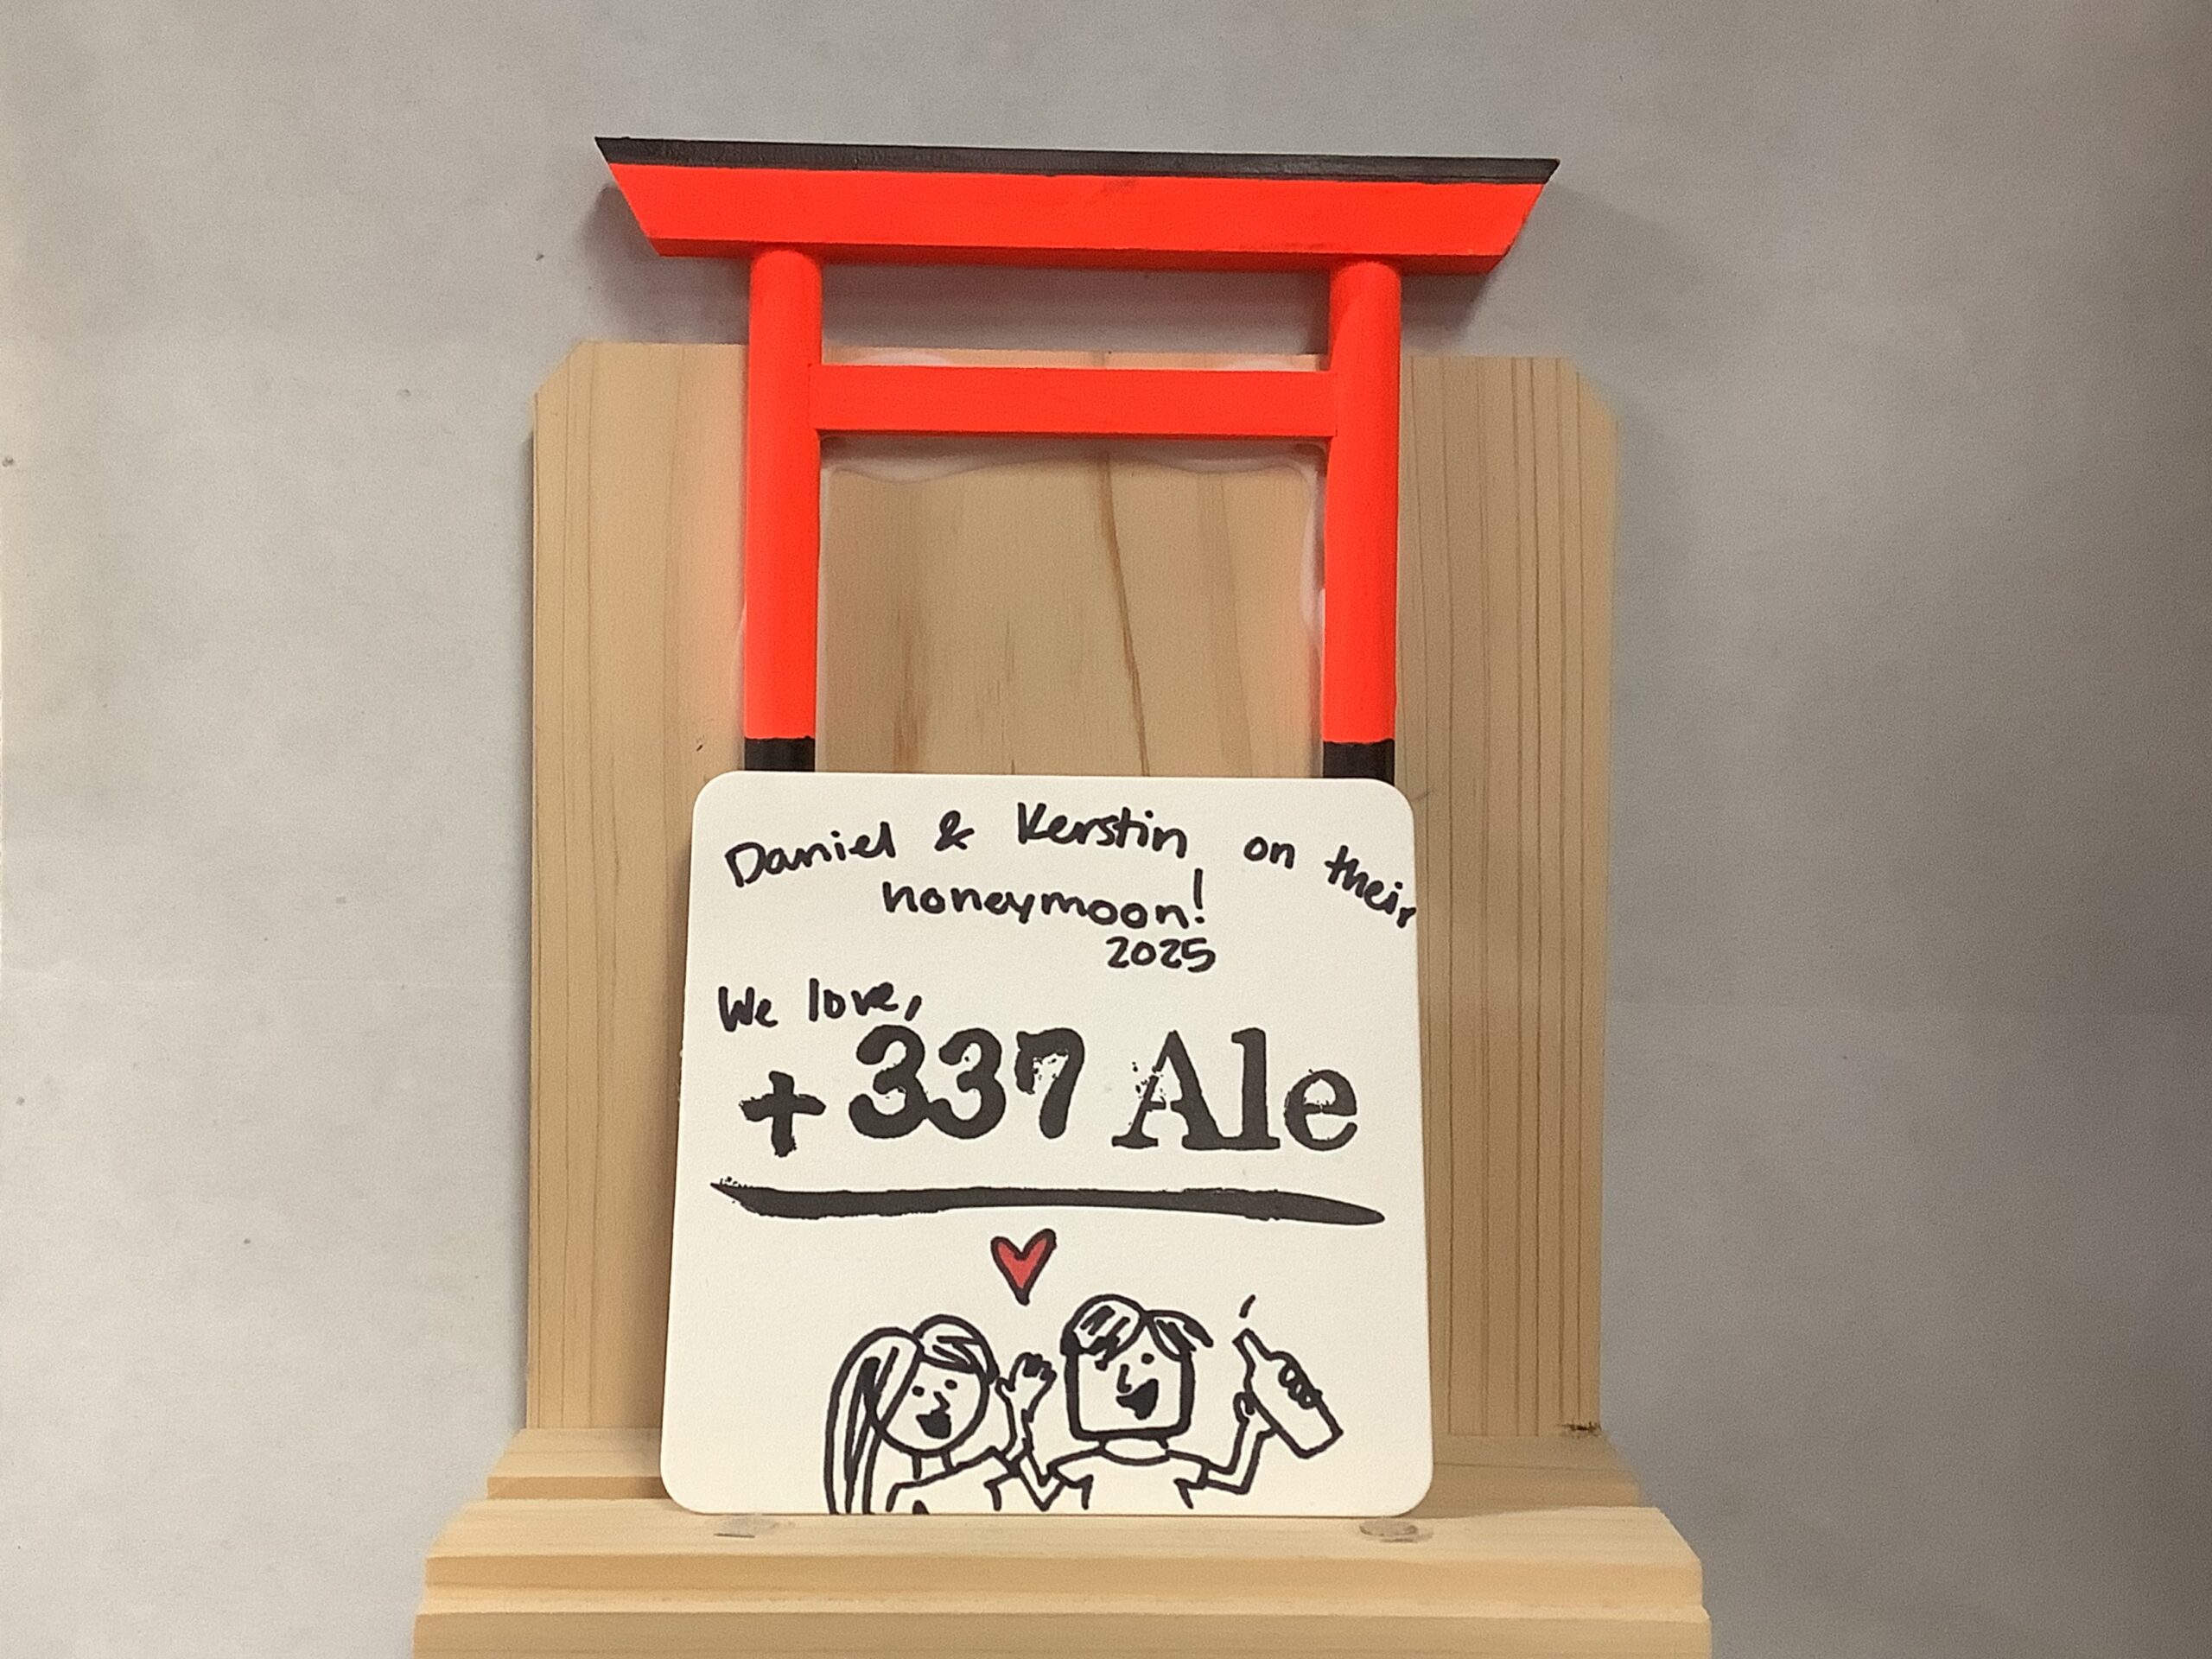 Daniel & Kerstin on their
honeymoon!
2025
We love,
+337 Ale